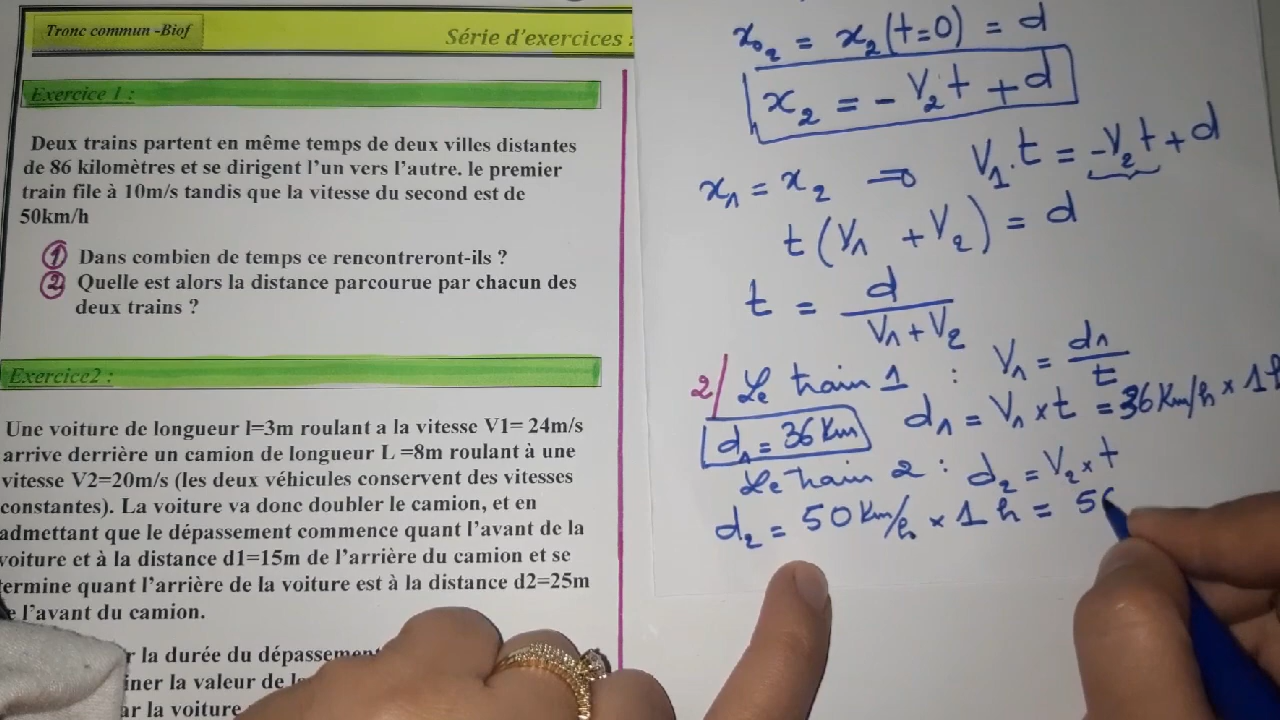 Tronc commun -Biof
Série d'exercices :
Exercice 1 :
Deux trains partent en même temps de deux villes distantes
de 86 kilomètres et se dirigent l'un vers l'autre. le premier
train file à 10m/s tandis que la vitesse du second est de
50km/h
1 Dans combien de temps ce rencontreront-ils ?
2 Quelle est alors la distance parcourue par chacun des
deux trains ?
Exercice2 :
Une voiture de longueur l=3m roulant a la vitesse V1= 24m/s
arrive derrière un camion de longueur L =8m roulant à une
vitesse V2=20m/s (les deux véhicules conservent des vitesses
constantes). La voiture va donc doubler le camion, et en
admettant que le dépassement commence quant l'avant de la
voiture et à la distance d1=15m de l'arrière du camion et se
termine quant l'arrière de la voiture est à la distance d2=25m
l'avant du camion.
r la durée du dépassement
iner la valeur de
ar la voiture
x₀₂ = x₂(t=0) = d
x₂ = - V₂t + d
x₁ = x₂ ⇒ V₁.t = -V₂t + d
t(V₁ + V₂) = d
t = d / (V₁ + V₂)
2/ Le train 1 : V₁ = d₁/t
d₁ = 36 Km d₁ = V₁ × t = 36 Km/h × 1h
Le train 2 : d₂ = V₂ × t
d₂ = 50 Km/h × 1 h = 50